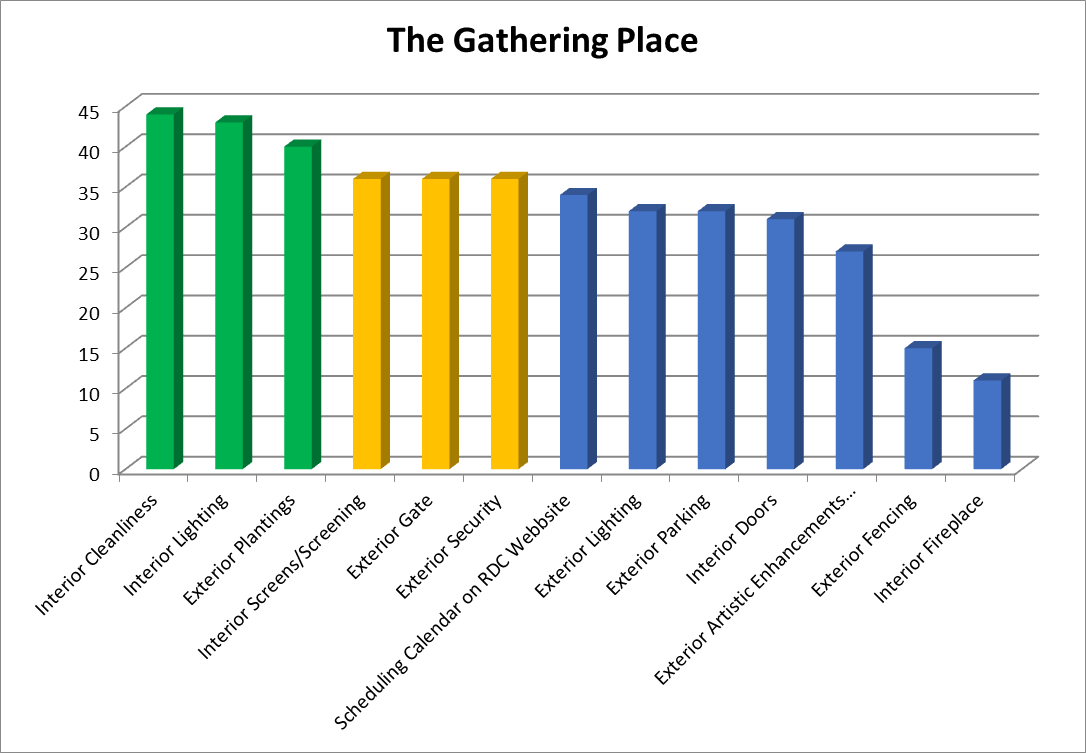 The Gathering Place
45
40
35
30
25
20
15
10
5
0
Interior Cleanliness
Interior Lighting
Exterior Plantings
Interior Screens/Screening
Exterior Gate
Exterior Security
Scheduling Calendar on RDC Webbsite
Exterior Lighting
Exterior Parking
Interior Doors
Exterior Artistic Enhancements...
Exterior Fencing
Interior Fireplace